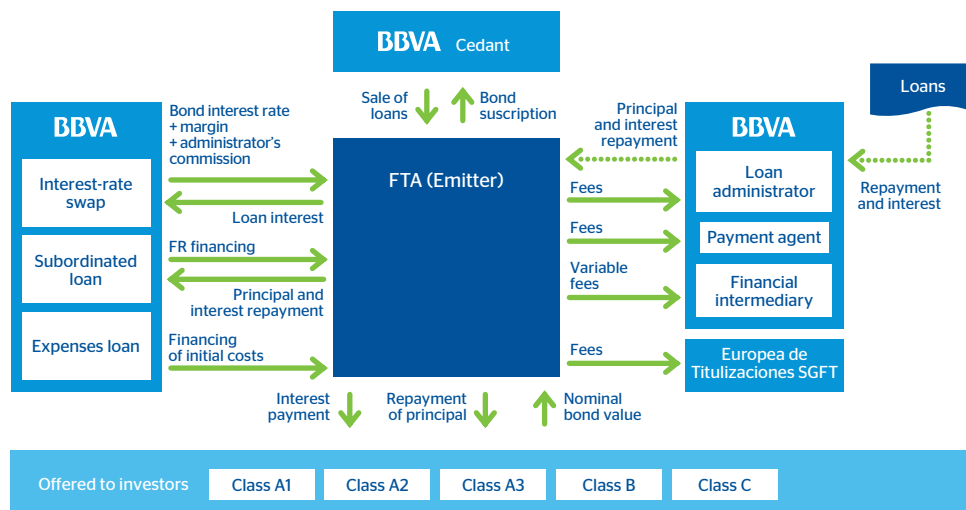 BBVA Cedant
Sale of
loans
Bond
suscription
Loans
BBVA
Interest-rate
swap
Subordinated
loan
Expenses loan
Bond interest rate
+ margin
+ administrator's
commission
Loan interest
FR financing
Principal and
interest repayment
Financing
of initial costs
FTA (Emitter)
Principal
and interest
repayment
Fees
Fees
Variable
fees
Fees
BBVA
Loan
administrator
Payment agent
Financial
intermediary
Repayment
and interest
Europea de
Titulizaciones SGFT
Interest
payment
Repayment
of principal
Nominal
bond value
Offered to investors
Class A1
Class A2
Class A3
Class B
Class C